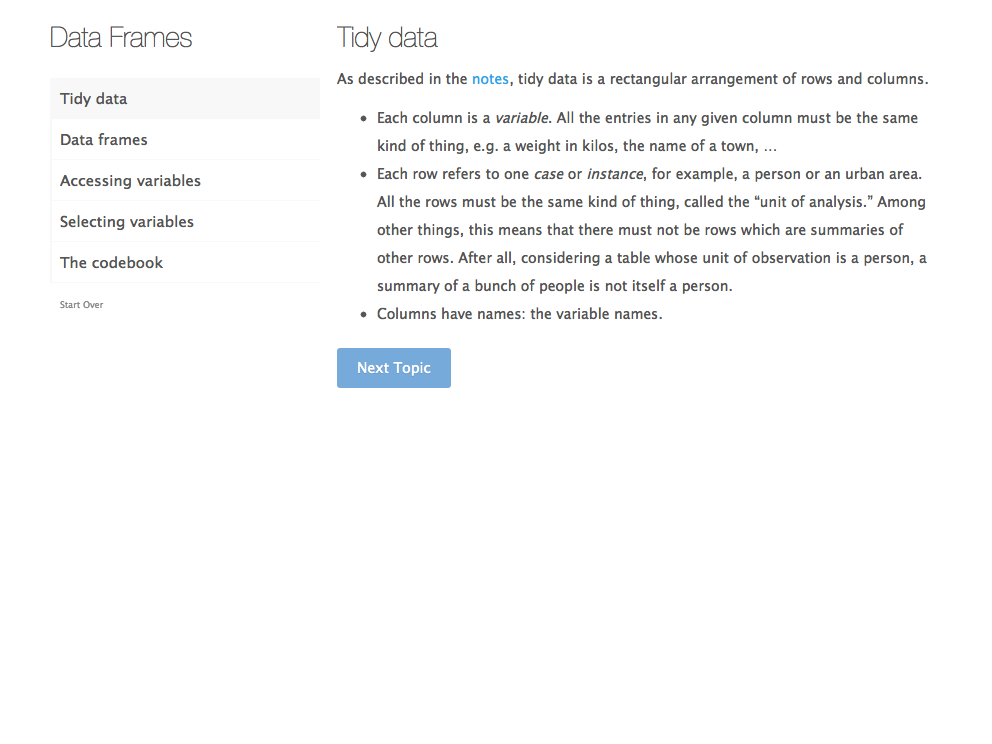 Data Frames
Tidy data
Data frames
Accessing variables
Selecting variables
The codebook
Start Over
Tidy data
As described in the notes, tidy data is a rectangular arrangement of rows and columns.
• Each column is a variable. All the entries in any given column must be the same
kind of thing, e.g. a weight in kilos, the name of a town, …
• Each row refers to one case or instance, for example, a person or an urban area.
All the rows must be the same kind of thing, called the “unit of analysis.” Among
other things, this means that there must not be rows which are summaries of
other rows. After all, considering a table whose unit of observation is a person, a
summary of a bunch of people is not itself a person.
• Columns have names: the variable names.
Next Topic